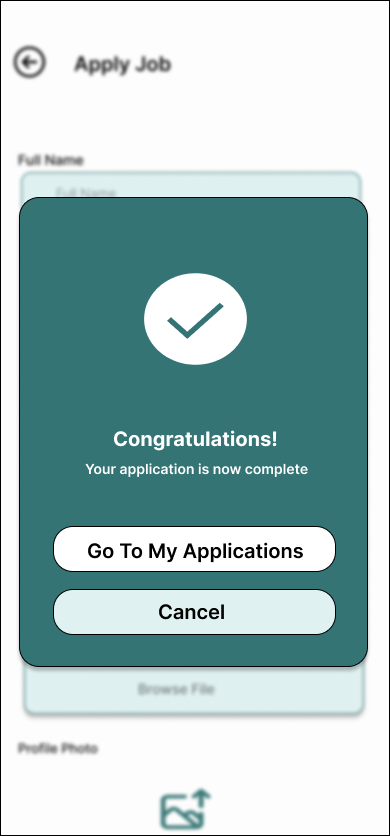 Apply Job
Full Name
Full Name
Congratulations!
Your application is now complete
Go To My Applications
Cancel
Browse File
Profile Photo